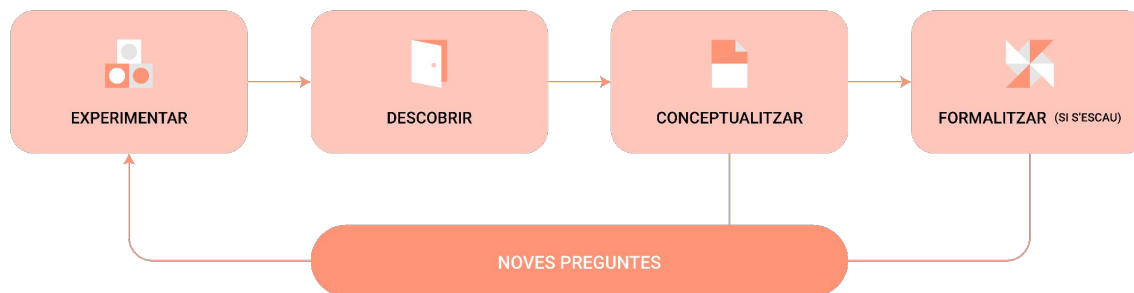 EXPERIMENTAR
DESCOBRIR
CONCEPTUALITZAR
FORMALITZAR (SI S'ESCAU)
NOVES PREGUNTES